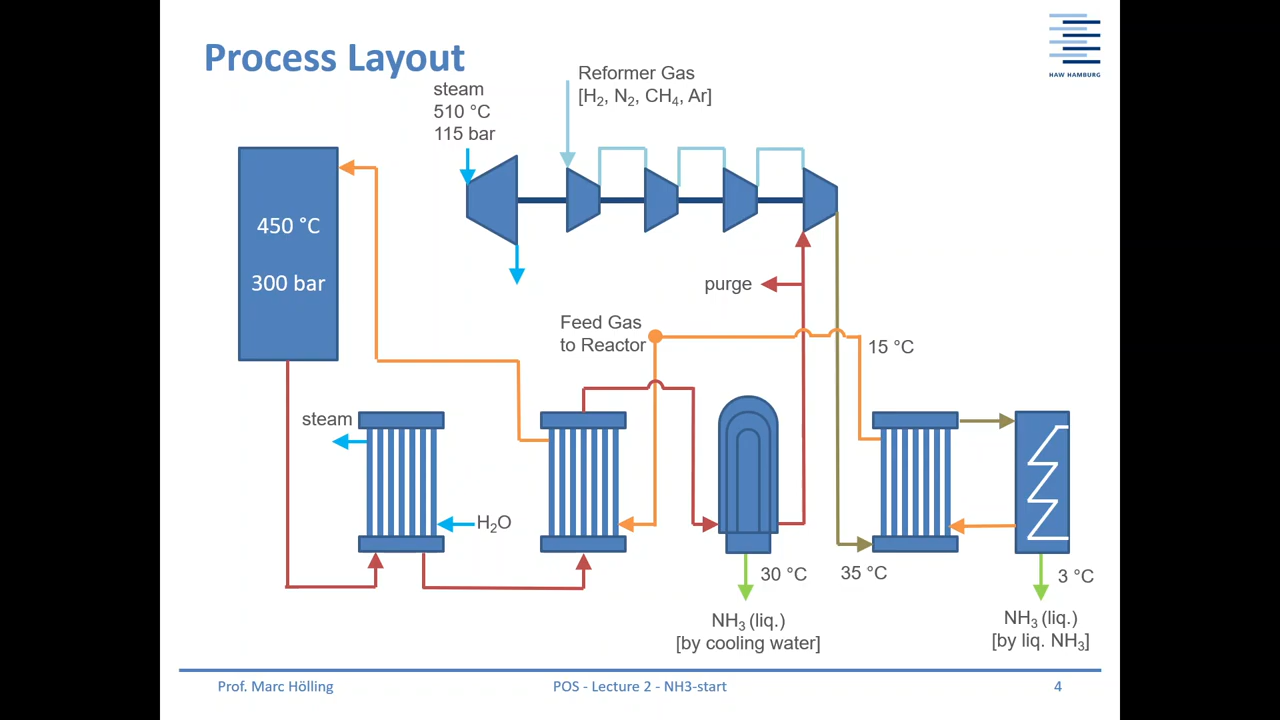 Process Layout
HAW HAMBURG
steam
510 °C
115 bar
Reformer Gas
[H₂, N₂, CH₄, Ar]
450 °C
300 bar
purge
Feed Gas
to Reactor
15 °C
steam
H₂O
30 °C
35 °C
3 °C
NH₃ (liq.)
[by cooling water]
NH₃ (liq.)
[by liq. NH₃]
Prof. Marc Hölling
POS - Lecture 2 - NH3-start
4